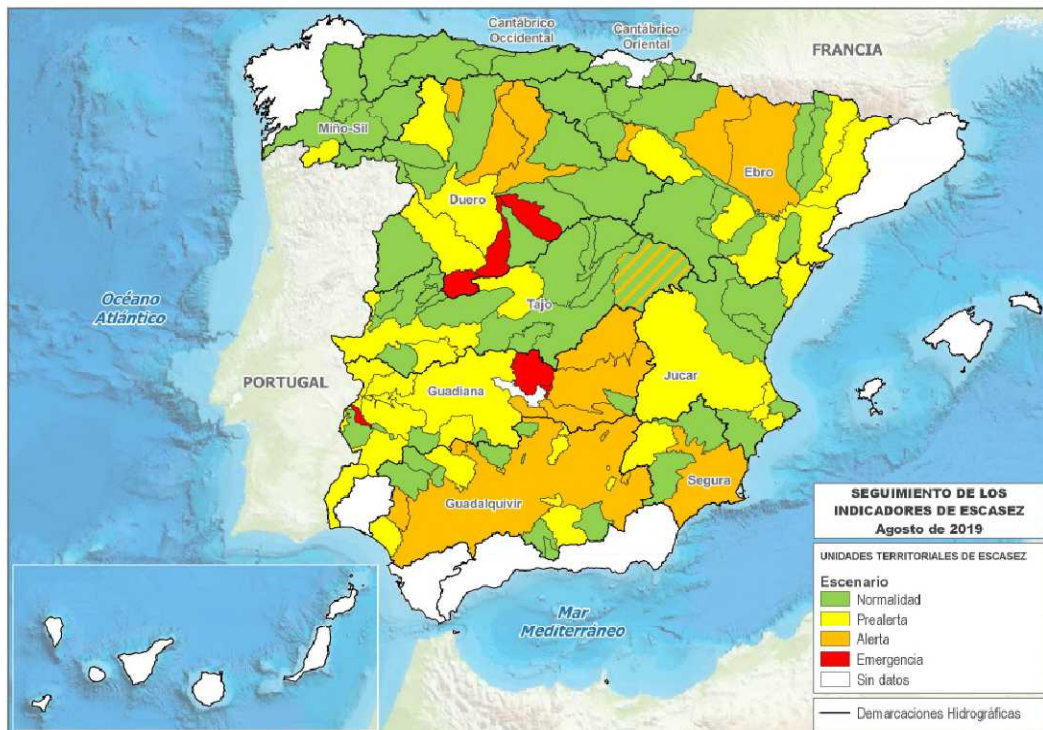 Cantábrico
Occidental
Cantábrico
Oriental
FRANCIA
Miño-Sil
Ebro
Duero
Océano
Atlántico
Tajo
PORTUGAL
Guadiana
Júcar
Guadalquivir
Segura
Mar
Mediterráneo
SEGUIMIENTO DE LOS
INDICADORES DE ESCASEZ
Agosto de 2019
UNIDADES TERRITORIALES DE ESCASEZ
Escenario
Normalidad
Prealerta
Alerta
Emergencia
Sin datos
Demarcaciones Hidrográficas